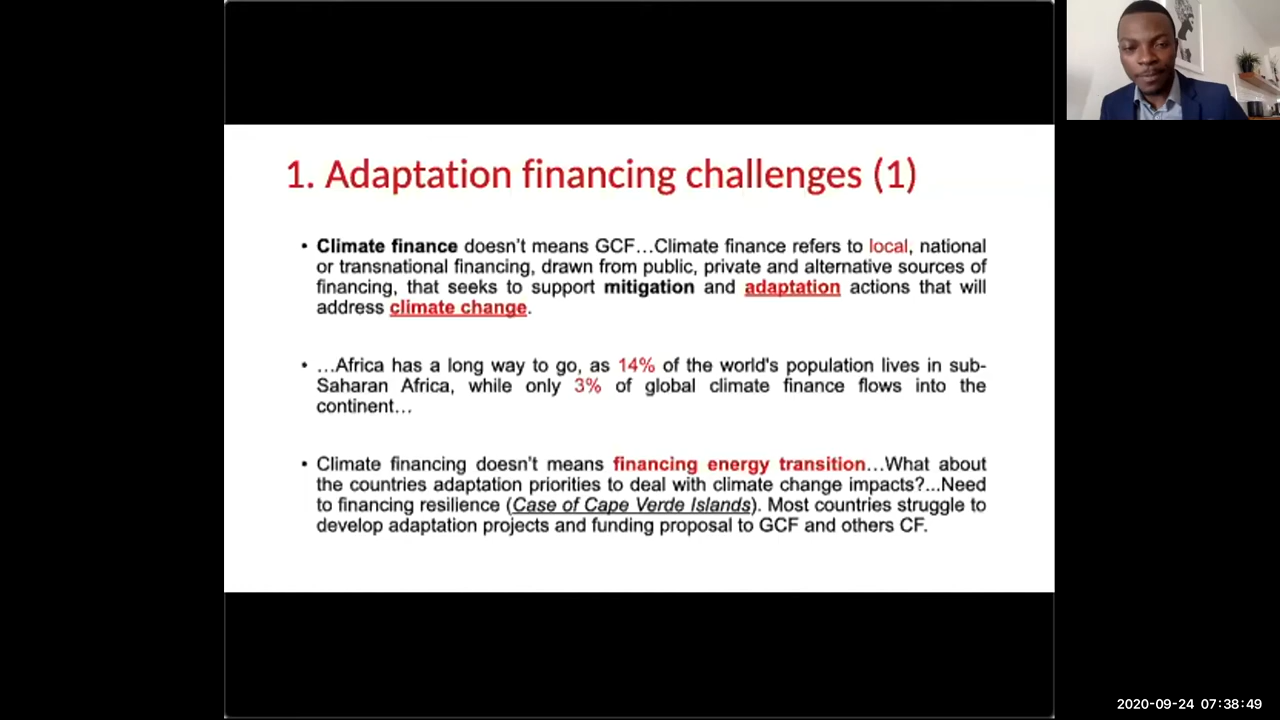 1. Adaptation financing challenges (1)
• Climate finance doesn't means GCF…Climate finance refers to local, national
or transnational financing, drawn from public, private and alternative sources of
financing, that seeks to support mitigation and adaptation actions that will
address climate change.
• …Africa has a long way to go, as 14% of the world's population lives in sub-
Saharan Africa, while only 3% of global climate finance flows into the
continent…
• Climate financing doesn't means financing energy transition…What about
the countries adaptation priorities to deal with climate change impacts?...Need
to financing resilience (Case of Cape Verde Islands). Most countries struggle to
develop adaptation projects and funding proposal to GCF and others CF.
2020-09-24 07:38:49